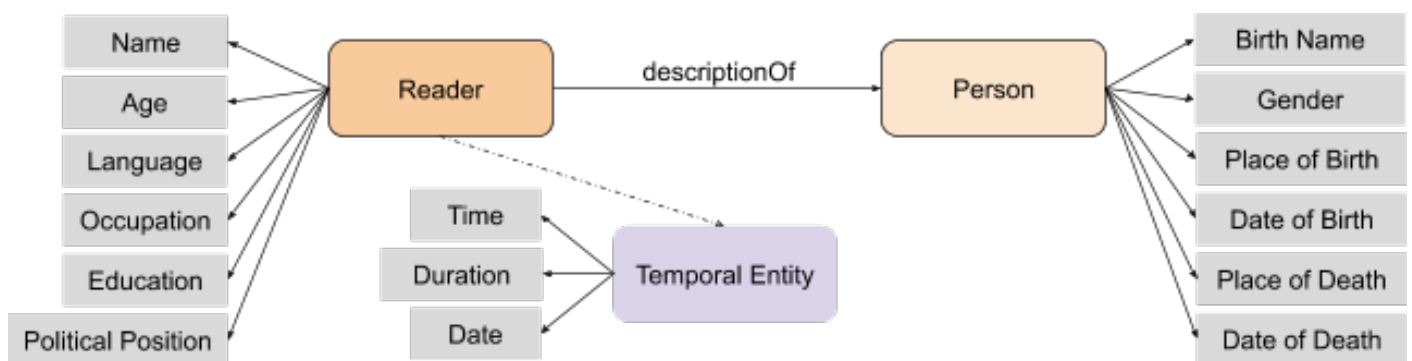 Name
Age
Language
Occupation
Education
Political Position
Reader
descriptionOf
Person
Time
Duration
Date
Temporal Entity
Birth Name
Gender
Place of Birth
Date of Birth
Place of Death
Date of Death